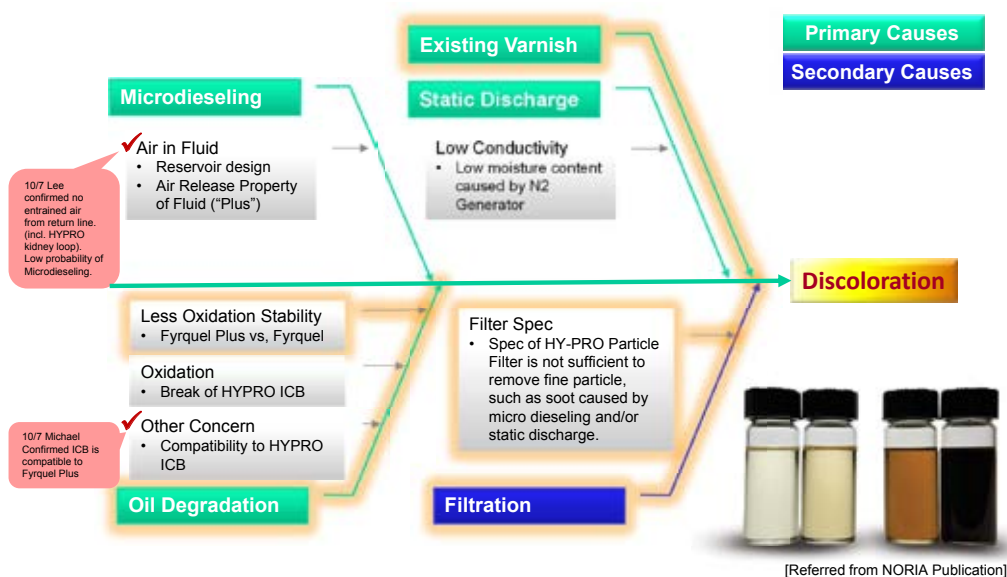 Existing Varnish
Primary Causes
Secondary Causes
Microdieseling
Static Discharge
Air in Fluid
• Reservoir design
• Air Release Property
of Fluid (“Plus”)
Low Conductivity
• Low moisture content
caused by N2
Generator
10/7 Lee
confirmed no
entrained air
from return line.
(incl. HYPRO
kidney loop).
Low probability of
Microdieseling.
Discoloration
Less Oxidation Stability
• Fyrquel Plus vs, Fyrquel
Oxidation
• Break of HYPRO ICB
Other Concern
• Compatibility to HYPRO
ICB
10/7 Michael
Confirmed ICB is
compatible to
Fyrquel Plus
Filter Spec
• Spec of HY-PRO Particle
Filter is not sufficient to
remove fine particle,
such as soot caused by
micro dieseling and/or
static discharge.
Oil Degradation
Filtration
[Referred from NORIA Publication]